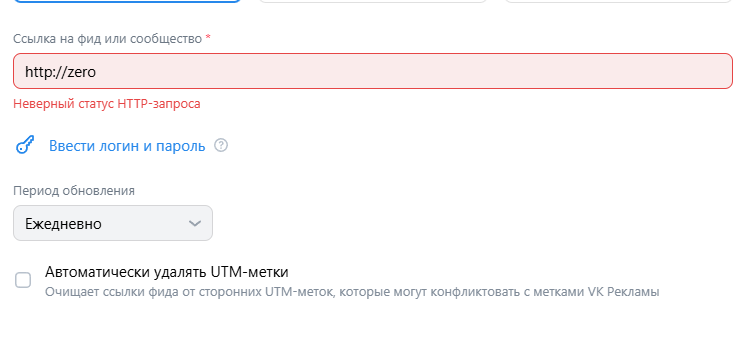 Ссылка на фид или сообщество *
http://zero
Неверный статус HTTP-запроса
Ввести логин и пароль ?
Период обновления
Ежедневно
Автоматически удалять UTM-метки
Очищает ссылки фида от сторонних UTM-меток, которые могут конфликтовать с метками VK Рекламы